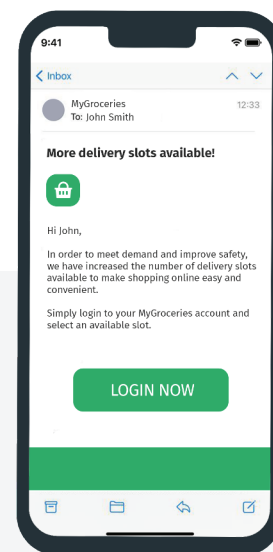 9:41
Inbox
MyGroceries
12:33
To: John Smith
More delivery slots available!
Hi John,
In order to meet demand and improve safety,
we have increased the number of delivery slots
available to make shopping online easy and
convenient.
Simply login to your MyGroceries account and
select an available slot.
LOGIN NOW